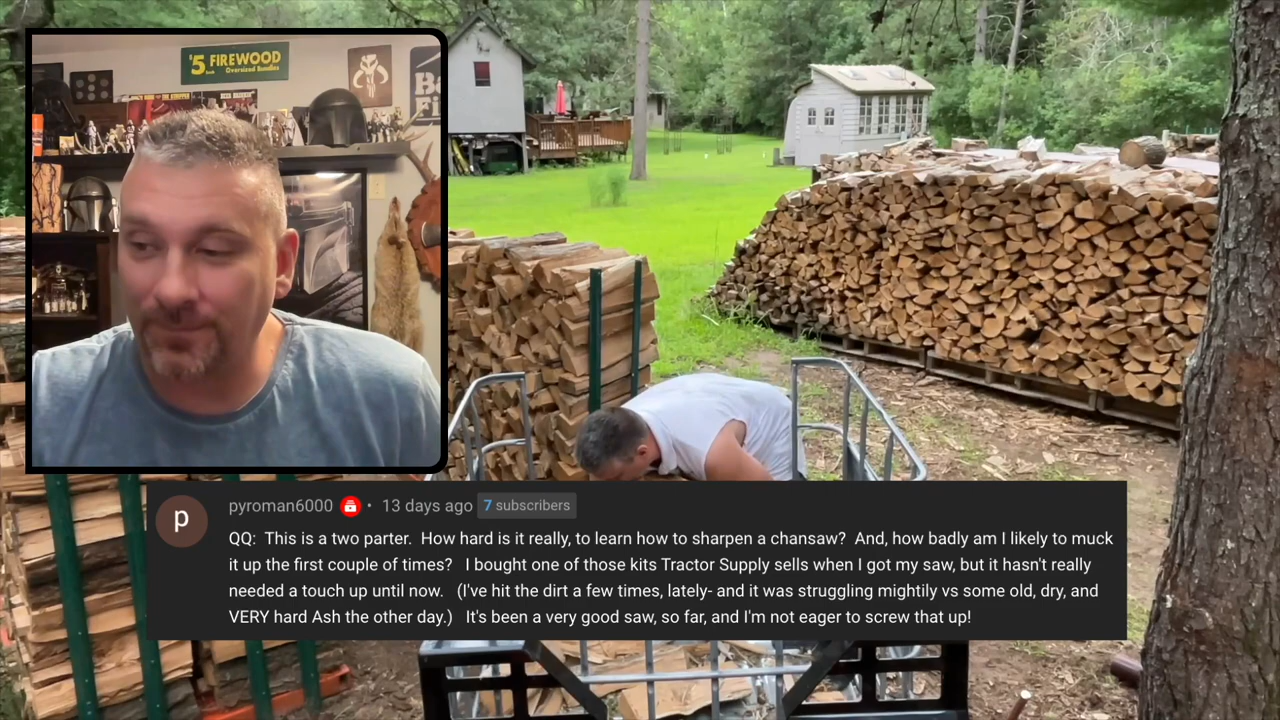 $5 FIREWOOD
Oversized Bundles
pyroman6000 • 13 days ago 7 subscribers
p
QQ:  This is a two parter.  How hard is it really, to learn how to sharpen a chansaw?  And, how badly am I likely to muck
it up the first couple of times?   I bought one of those kits Tractor Supply sells when I got my saw, but it hasn't really
needed a touch up until now.   (I've hit the dirt a few times, lately- and it was struggling mightily vs some old, dry, and
VERY hard Ash the other day.)   It's been a very good saw, so far, and I'm not eager to screw that up!